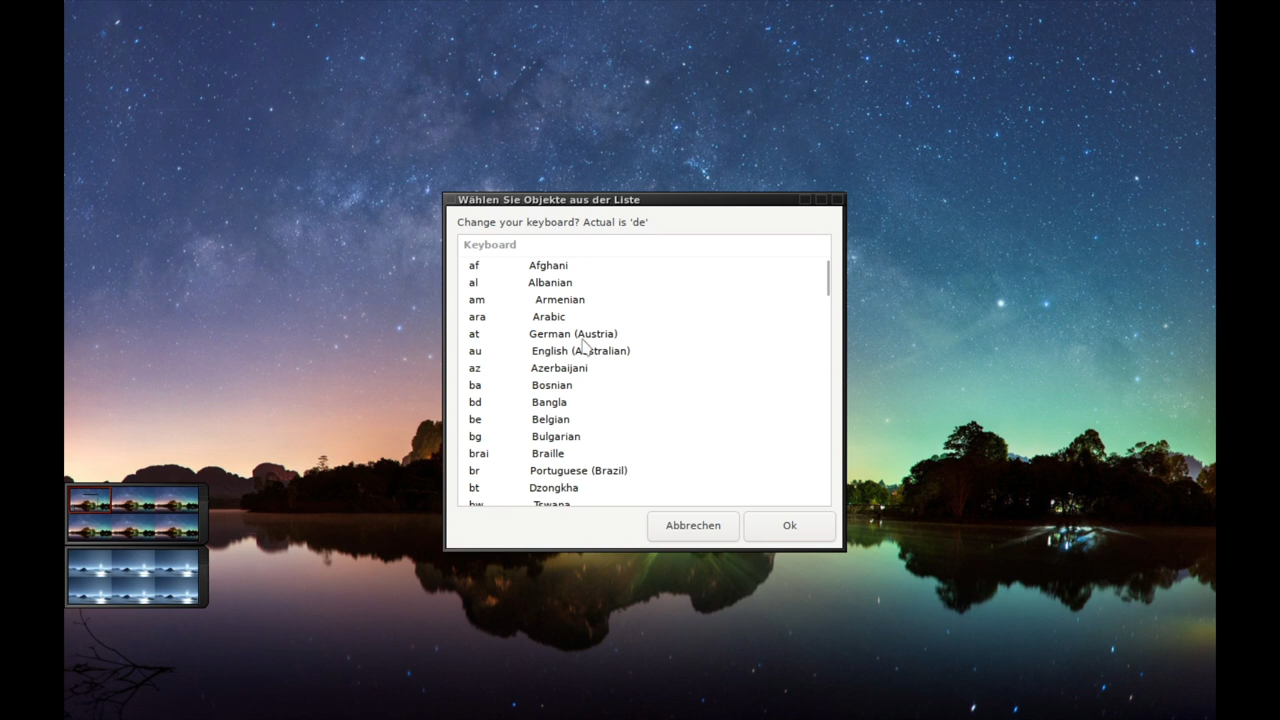 Wählen Sie Objekte aus der Liste
Change your keyboard? Actual is 'de'
Keyboard
af Afghani
al Albanian
am Armenian
ara Arabic
at German (Austria)
au English (Australian)
az Azerbaijani
ba Bosnian
bd Bangla
be Belgian
bg Bulgarian
brai Braille
br Portuguese (Brazil)
bt Dzongkha
bw Tswana
Abbrechen Ok